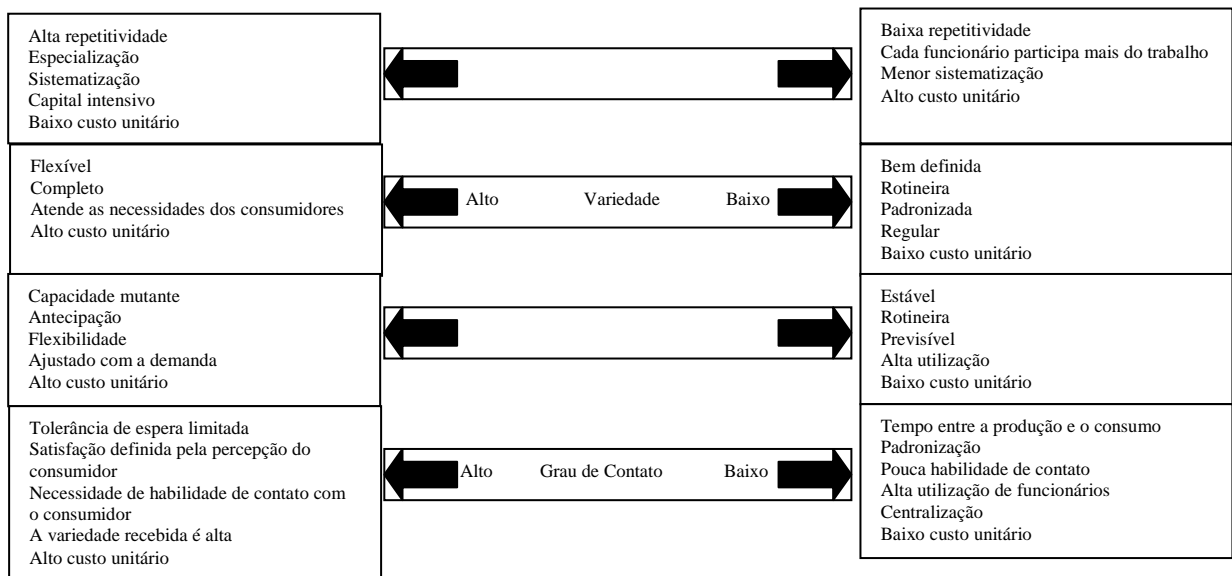 Alta repetitividade
Especialização
Sistematização
Capital intensivo
Baixo custo unitário
Baixa repetitividade
Cada funcionário participa mais do trabalho
Menor sistematização
Alto custo unitário
Flexível
Completo
Atende as necessidades dos consumidores
Alto custo unitário
Alto Variedade Baixo
Bem definida
Rotineira
Padronizada
Regular
Baixo custo unitário
Capacidade mutante
Antecipação
Flexibilidade
Ajustado com a demanda
Alto custo unitário
Estável
Rotineira
Previsível
Alta utilização
Baixo custo unitário
Tolerância de espera limitada
Satisfação definida pela percepção do
consumidor
Necessidade de habilidade de contato com
o consumidor
A variedade recebida é alta
Alto custo unitário
Alto Grau de Contato Baixo
Tempo entre a produção e o consumo
Padronização
Pouca habilidade de contato
Alta utilização de funcionários
Centralização
Baixo custo unitário